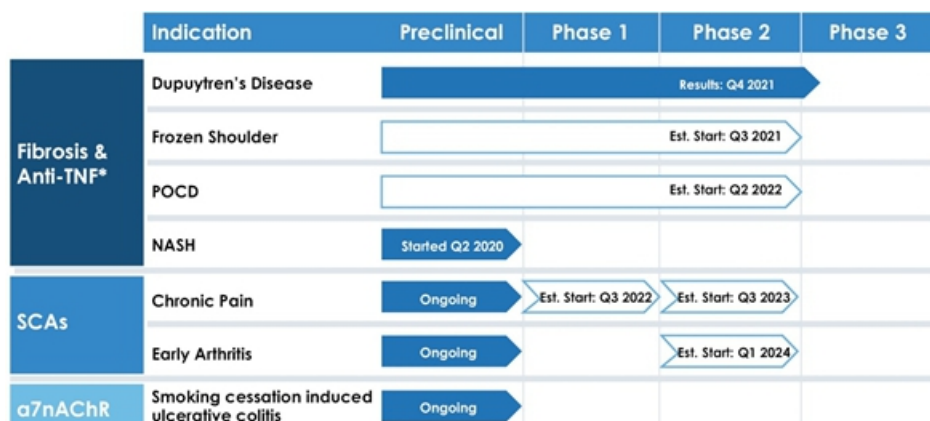 Indication Preclinical Phase 1 Phase 2 Phase 3
Fibrosis &
Anti-TNF*
Dupuytren's Disease Results: Q4 2021
Frozen Shoulder Est. Start: Q3 2021
POCD Est. Start: Q2 2022
NASH Started Q2 2020
SCAs
Chronic Pain Ongoing Est. Start: Q3 2022 Est. Start: Q3 2023
Early Arthritis Ongoing Est. Start: Q1 2024
a7nAChR
Smoking cessation induced
ulcerative colitis
Ongoing